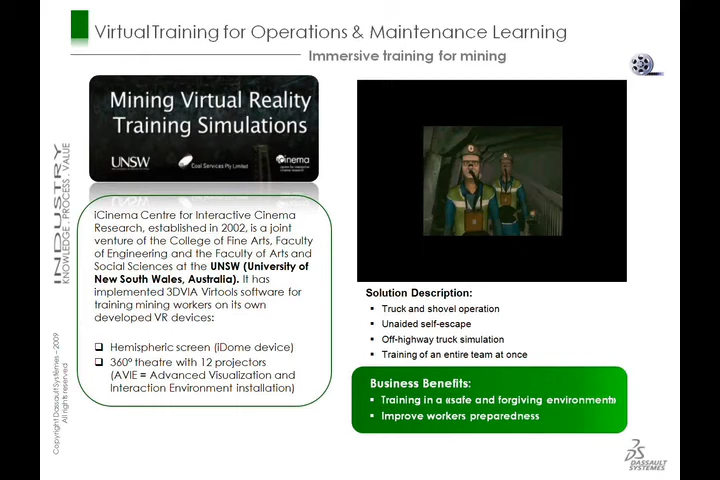 Virtual Training for Operations & Maintenance Learning
Immersive training for mining
Mining Virtual Reality
Training Simulations
UNSW
Coal Services Pty Limited
iCinema
INDUSTRY
KNOWLEDGE, PROCESS, VALUE
iCinema Centre for Interactive Cinema
Research, established in 2002, is a joint
venture of the College of Fine Arts, Faculty
of Engineering and the Faculty of Arts and
Social Sciences at the UNSW (University of
New South Wales, Australia). It has
implemented 3DVIA Virtools software for
training mining workers on its own
developed VR devices:
Hemispheric screen (iDome device)
360° theatre with 12 projectors
(AVIE = Advanced Visualization and
Interaction Environment installation)
Solution Description:
Truck and shovel operation
Unaided self-escape
Off-highway truck simulation
Training of an entire team at once
Business Benefits:
Training in a «safe and forgiving environment»
Improve workers preparedness
Copyright Dassault Systèmes – 2009
All rights reserved
DASSAULT
SYSTEMES